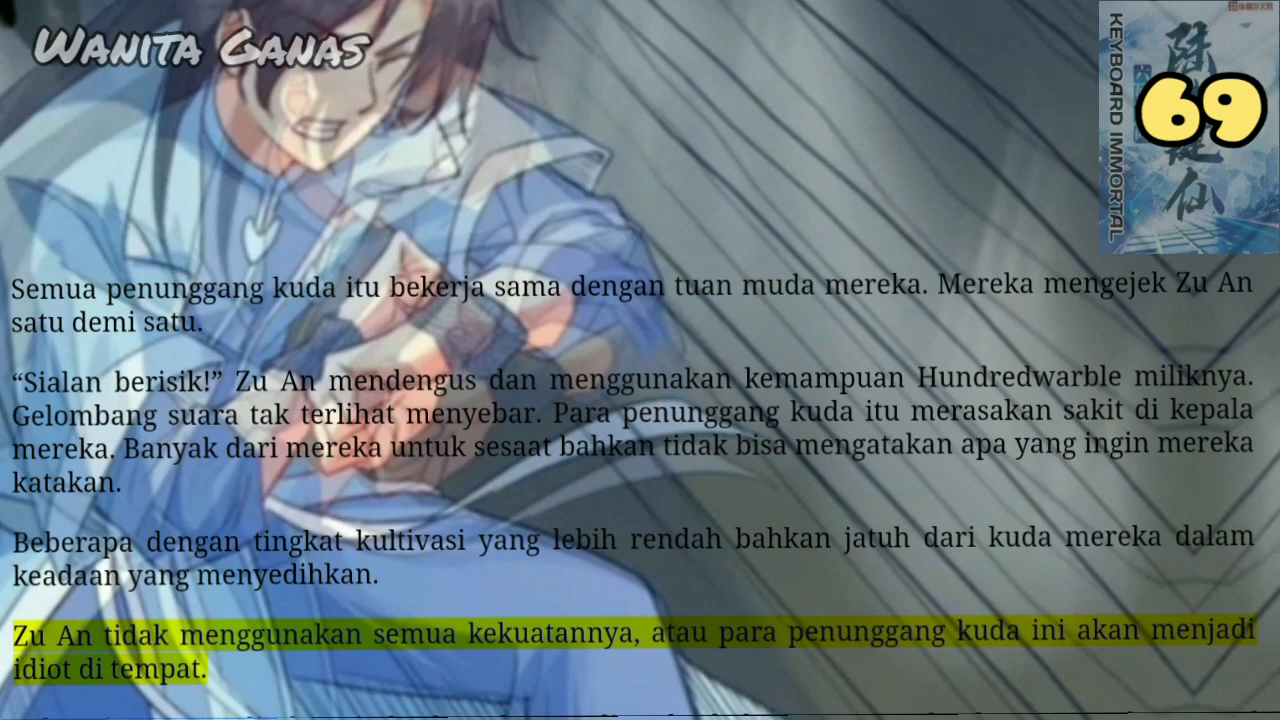 Wanita Ganas
KEYBOARD IMMORTAL
69
Semua penunggang kuda itu bekerja sama dengan tuan muda mereka. Mereka mengejek Zu An
satu demi satu.
“Sialan berisik!” Zu An mendengus dan menggunakan kemampuan Hundredwarble miliknya.
Gelombang suara tak terlihat menyebar. Para penunggang kuda itu merasakan sakit di kepala
mereka. Banyak dari mereka untuk sesaat bahkan tidak bisa mengatakan apa yang ingin mereka
katakan.
Beberapa dengan tingkat kultivasi yang lebih rendah bahkan jatuh dari kuda mereka dalam
keadaan yang menyedihkan.
Zu An tidak menggunakan semua kekuatannya, atau para penunggang kuda ini akan menjadi
idiot di tempat.